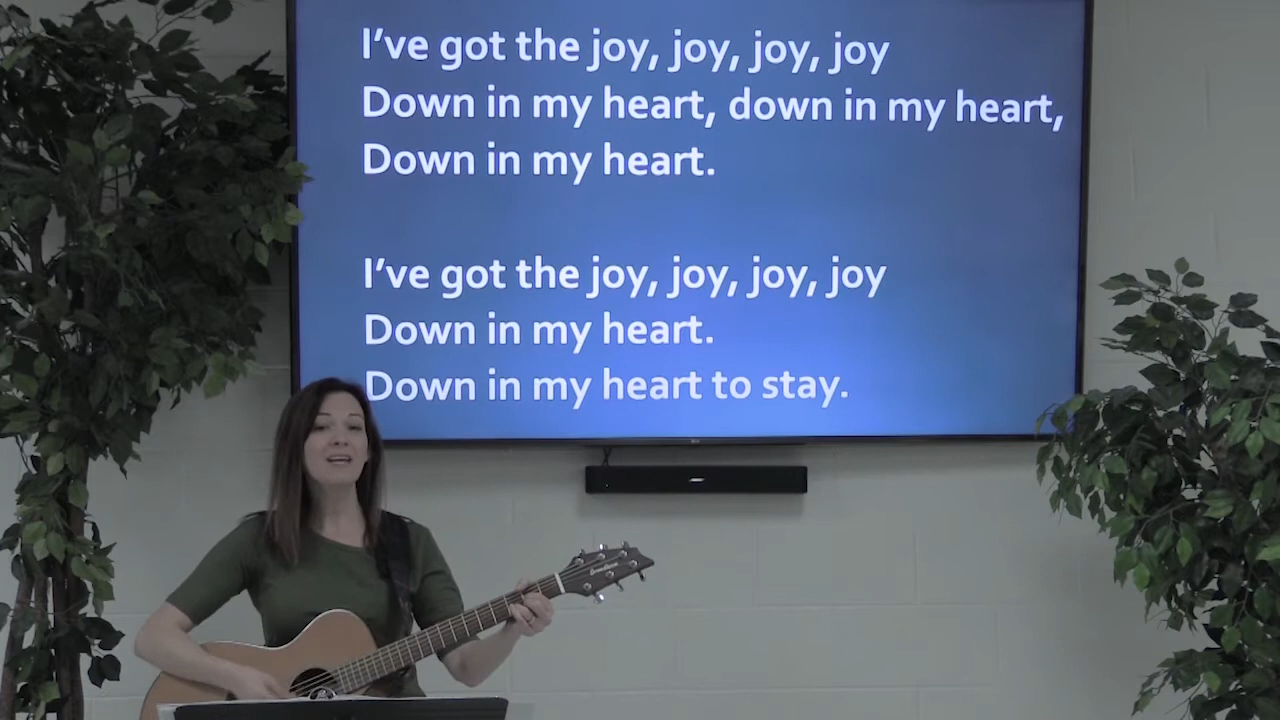 I've got the joy, joy, joy, joy
Down in my heart, down in my heart,
Down in my heart.
I've got the joy, joy, joy, joy
Down in my heart.
Down in my heart to stay.